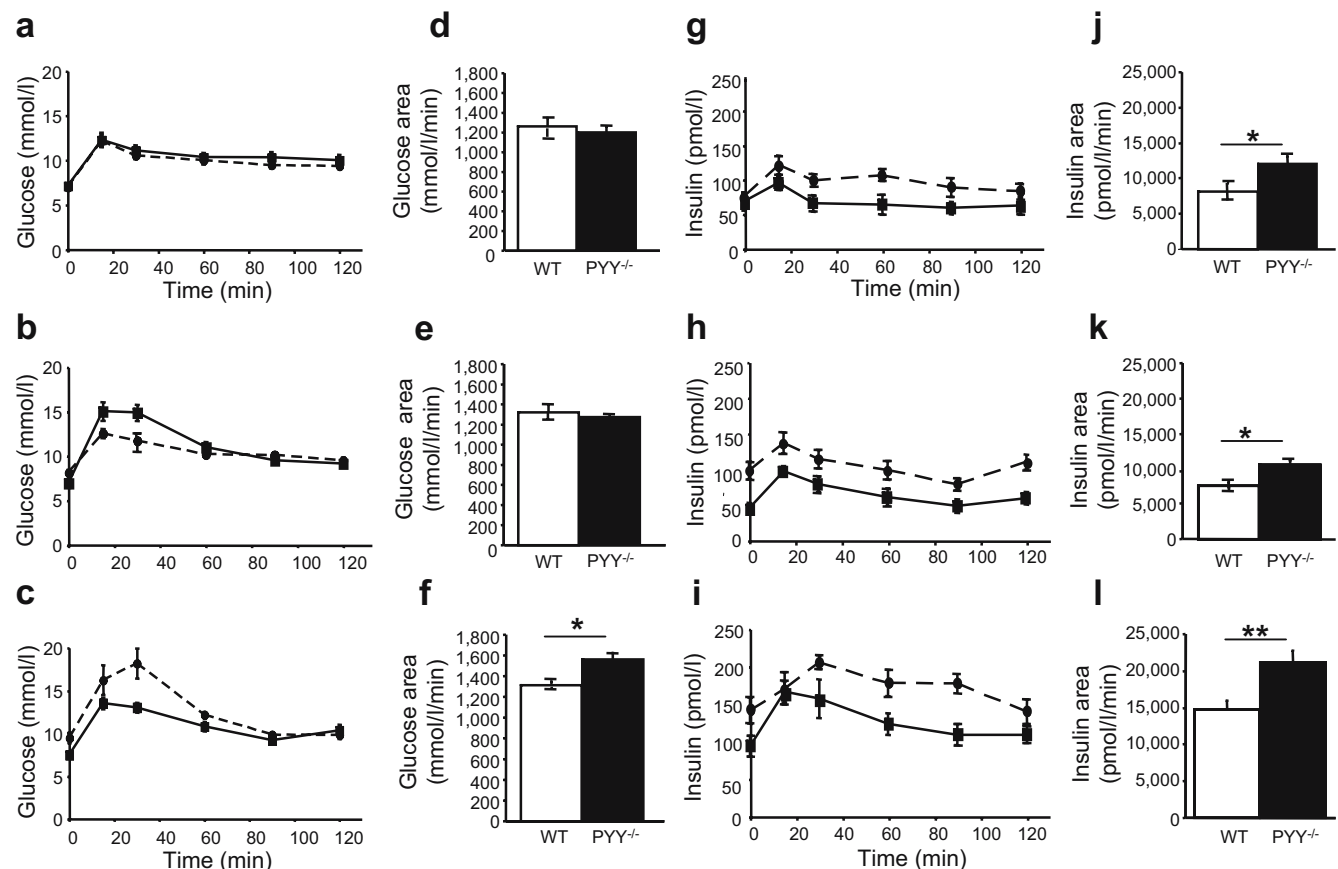 a
20
15
10
5
0
Glucose (mmol/l)
0 20 40 60 80 100 120
Time (min)
d
1,800
1,600
1,400
1,200
1,000
800
600
400
200
0
Glucose area
(mmol/l/min)
WT PYY-/-
g
250
200
150
100
50
0
Insulin (pmol/l)
0 20 40 60 80 100 120
Time (min)
j
25,000
20,000
15,000
10,000
5,000
0
Insulin area
(pmol/l/min)
*
WT PYY-/-
b
20
15
10
5
0
Glucose (mmol/l)
0 20 40 60 80 100 120
e
1,800
1,600
1,400
1,200
1,000
800
600
400
200
0
Glucose area
(mmol/l/min)
WT PYY-/-
h
250
200
150
100
50
0
Insulin (pmol/l)
0 20 40 60 80 100 120
k
25,000
20,000
15,000
10,000
5,000
0
Insulin area
(pmol/l/min)
*
WT PYY-/-
c
20
15
10
5
0
Glucose (mmol/l)
0 20 40 60 80 100 120
Time (min)
f
1,800
1,600
1,400
1,200
1,000
800
600
400
200
0
Glucose area
(mmol/l/min)
*
WT PYY-/-
i
250
200
150
100
50
0
Insulin (pmol/l)
0 20 40 60 80 100 120
Time (min)
l
25,000
20,000
15,000
10,000
5,000
0
Insulin area
(pmol/l/min)
**
WT PYY-/-